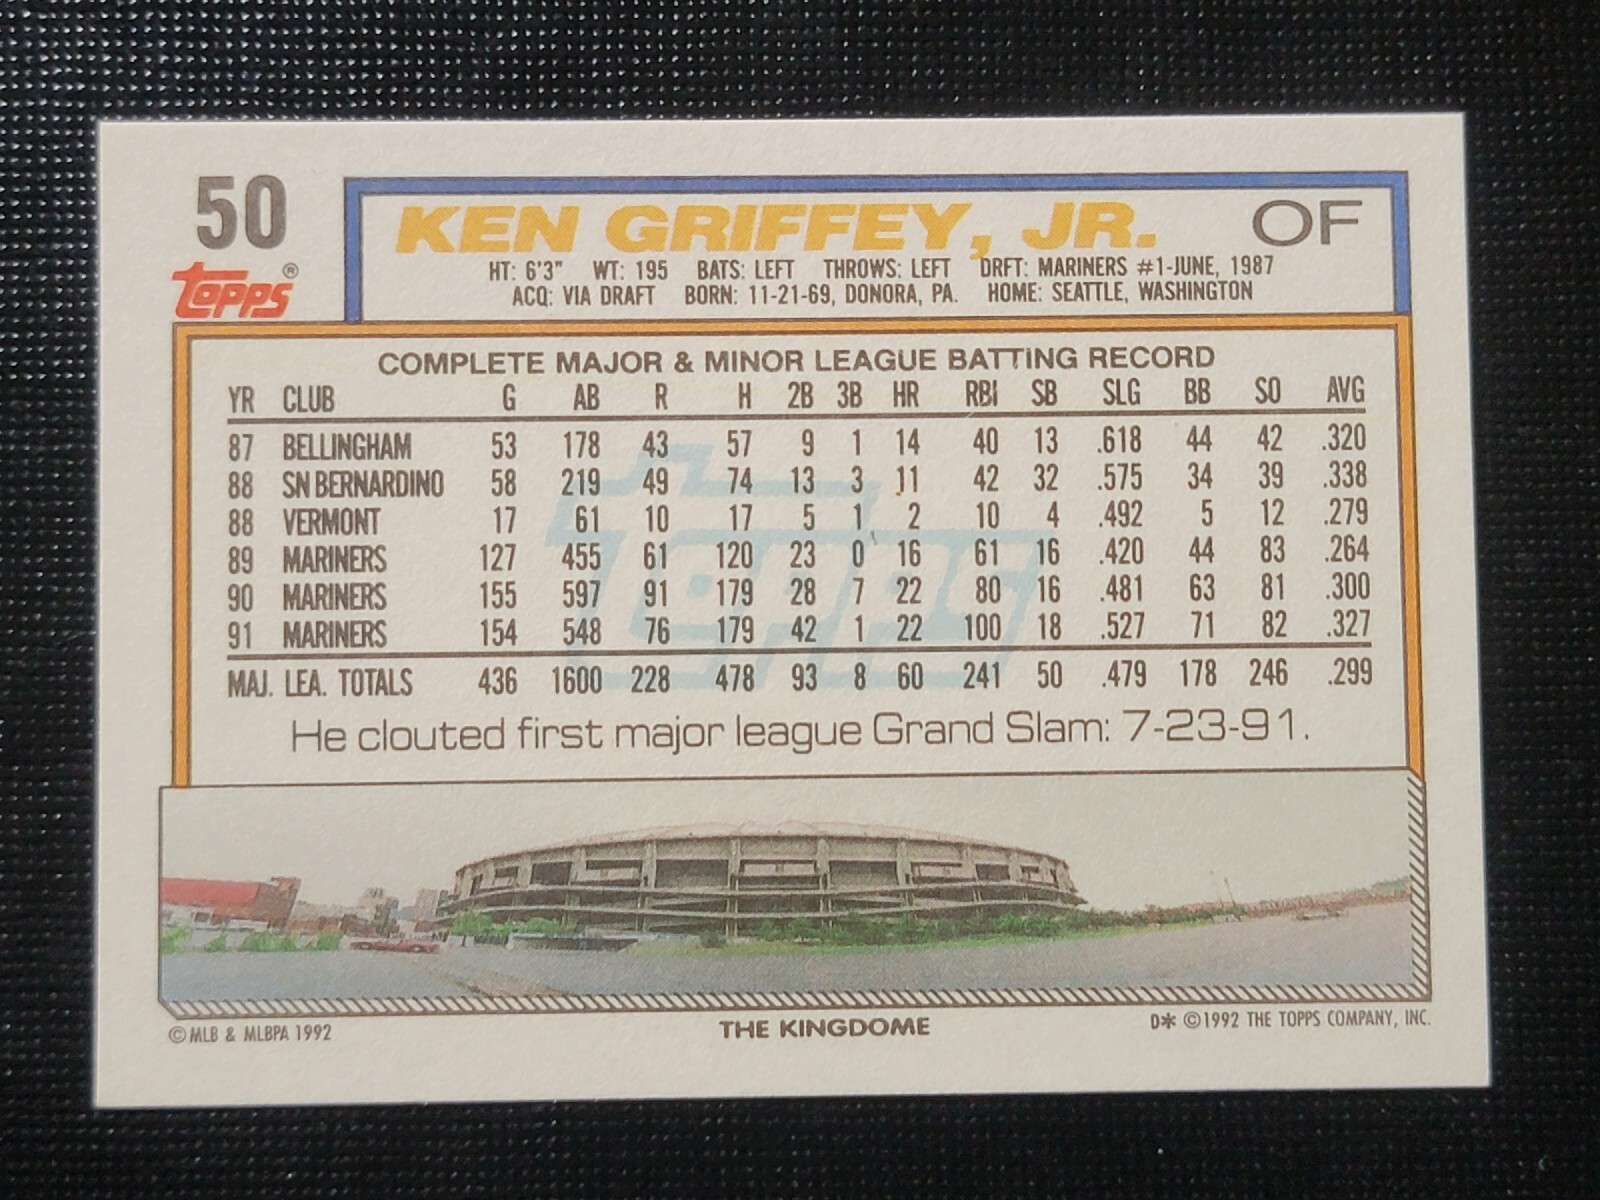 50
KEN GRIFFEY, JR. OF
Topps®
HT: 6'3" WT: 195 BATS: LEFT THROWS: LEFT DRFT: MARINERS #1-JUNE, 1987
ACQ: VIA DRAFT BORN: 11-21-69, DONORA, PA. HOME: SEATTLE, WASHINGTON
COMPLETE MAJOR & MINOR LEAGUE BATTING RECORD
YR CLUB G AB R H 2B 3B HR RBI SB SLG BB SO AVG
87 BELLINGHAM 53 178 43 57 9 1 14 40 13 .618 44 42 .320
88 SN BERNARDINO 58 219 49 74 13 3 11 42 32 .575 34 39 .338
88 VERMONT 17 61 10 17 5 1 2 10 4 .492 5 12 .279
89 MARINERS 127 455 61 120 23 0 16 61 16 .420 44 83 .264
90 MARINERS 155 597 91 179 28 7 22 80 16 .481 63 81 .300
91 MARINERS 154 548 76 179 42 1 22 100 18 .527 71 82 .327
MAJ. LEA. TOTALS 436 1600 228 478 93 8 60 241 50 .479 178 246 .299
Topps
He clouted first major league Grand Slam: 7-23-91.
©MLB & MLBPA 1992 THE KINGDOME D* ©1992 THE TOPPS COMPANY, INC.